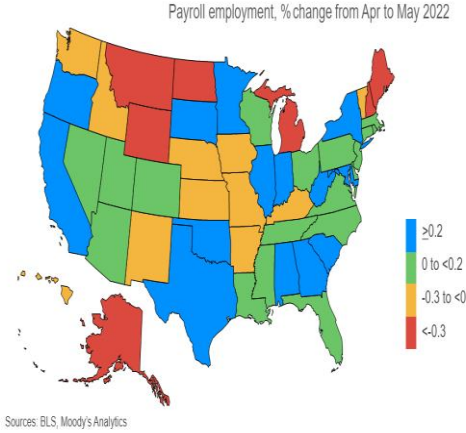 Payroll employment, % change from Apr to May 2022
≥0.2
0 to <0.2
-0.3 to <0
<-0.3
Sources: BLS, Moody's Analytics